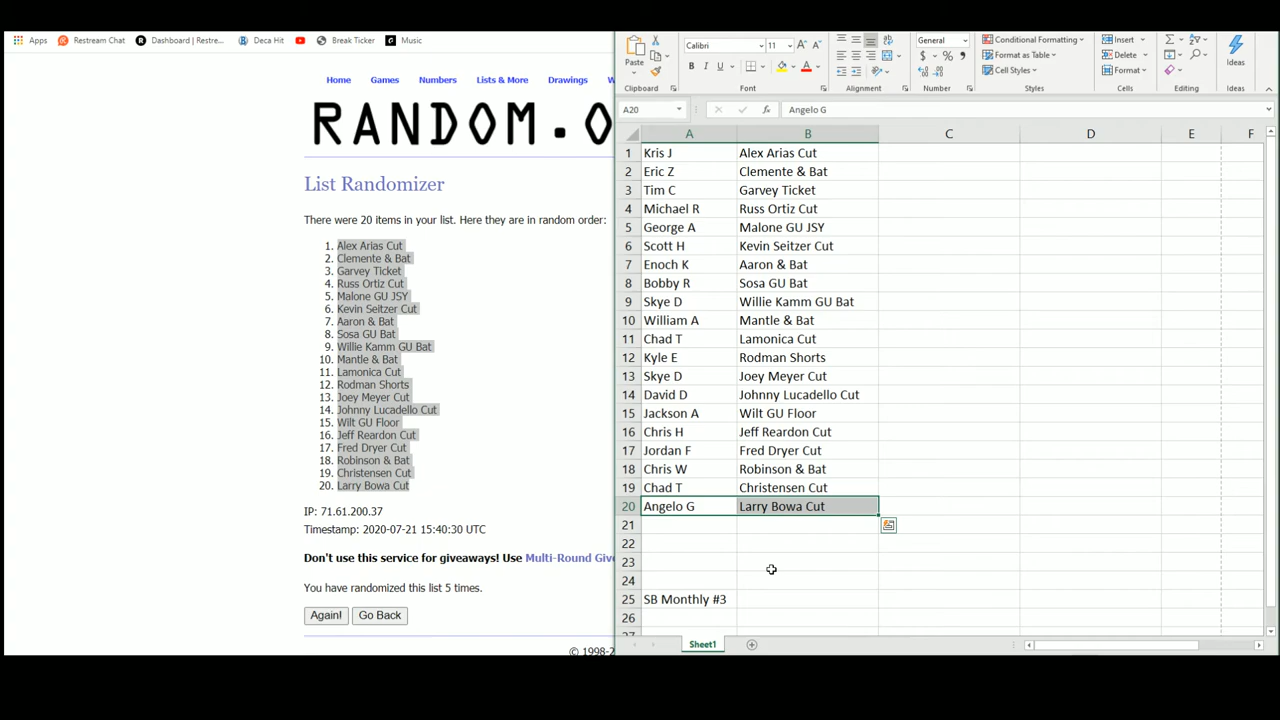 Apps Restream Chat Dashboard | Restre... Deca Hit Break Ticker Music
Home Games Numbers Lists & More Drawings W
RANDOM.O
List Randomizer
There were 20 items in your list. Here they are in random order:
1. Alex Arias Cut
2. Clemente & Bat
3. Garvey Ticket
4. Russ Ortiz Cut
5. Malone GU JSY
6. Kevin Seitzer Cut
7. Aaron & Bat
8. Sosa GU Bat
9. Willie Kamm GU Bat
10. Mantle & Bat
11. Lamonica Cut
12. Rodman Shorts
13. Joey Meyer Cut
14. Johnny Lucadello Cut
15. Wilt GU Floor
16. Jeff Reardon Cut
17. Fred Dryer Cut
18. Robinson & Bat
19. Christensen Cut
20. Larry Bowa Cut
IP: 71.61.200.37
Timestamp: 2020-07-21 15:40:30 UTC
Don't use this service for giveaways! Use Multi-Round Giv
You have randomized this list 5 times.
Again! Go Back
© 1998-2
Paste
Calibri 11
B I U
General
$ % ,
Conditional Formatting
Format as Table
Cell Styles
Insert
Delete
Format
Ideas
Clipboard Font Alignment Number Styles Cells Editing Ideas
A20 fx Angelo G
A B C D E F
1 Kris J Alex Arias Cut
2 Eric Z Clemente & Bat
3 Tim C Garvey Ticket
4 Michael R Russ Ortiz Cut
5 George A Malone GU JSY
6 Scott H Kevin Seitzer Cut
7 Enoch K Aaron & Bat
8 Bobby R Sosa GU Bat
9 Skye D Willie Kamm GU Bat
10 William A Mantle & Bat
11 Chad T Lamonica Cut
12 Kyle E Rodman Shorts
13 Skye D Joey Meyer Cut
14 David D Johnny Lucadello Cut
15 Jackson A Wilt GU Floor
16 Chris H Jeff Reardon Cut
17 Jordan F Fred Dryer Cut
18 Chris W Robinson & Bat
19 Chad T Christensen Cut
20 Angelo G Larry Bowa Cut
21
22
23
24
25 SB Monthly #3
26
27
Sheet1